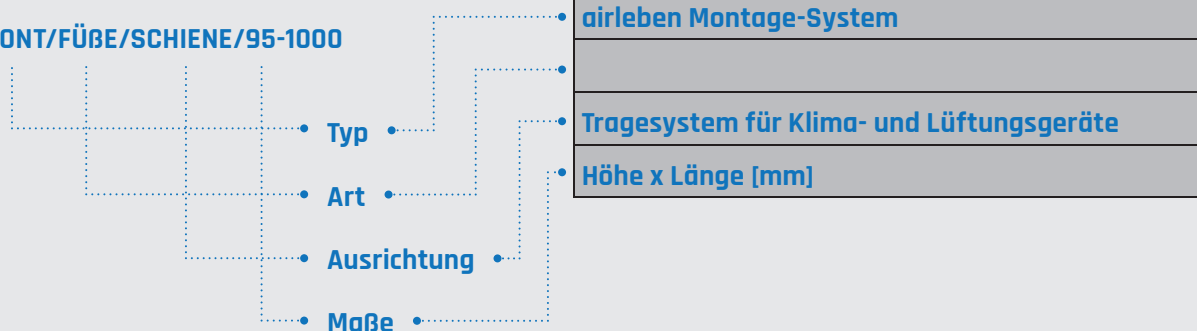 ONT/FÜßE/SCHIENE/95-1000
airleben Montage-System
Tragesystem für Klima- und Lüftungsgeräte
Höhe x Länge [mm]
Typ
Art
Ausrichtung
Maße